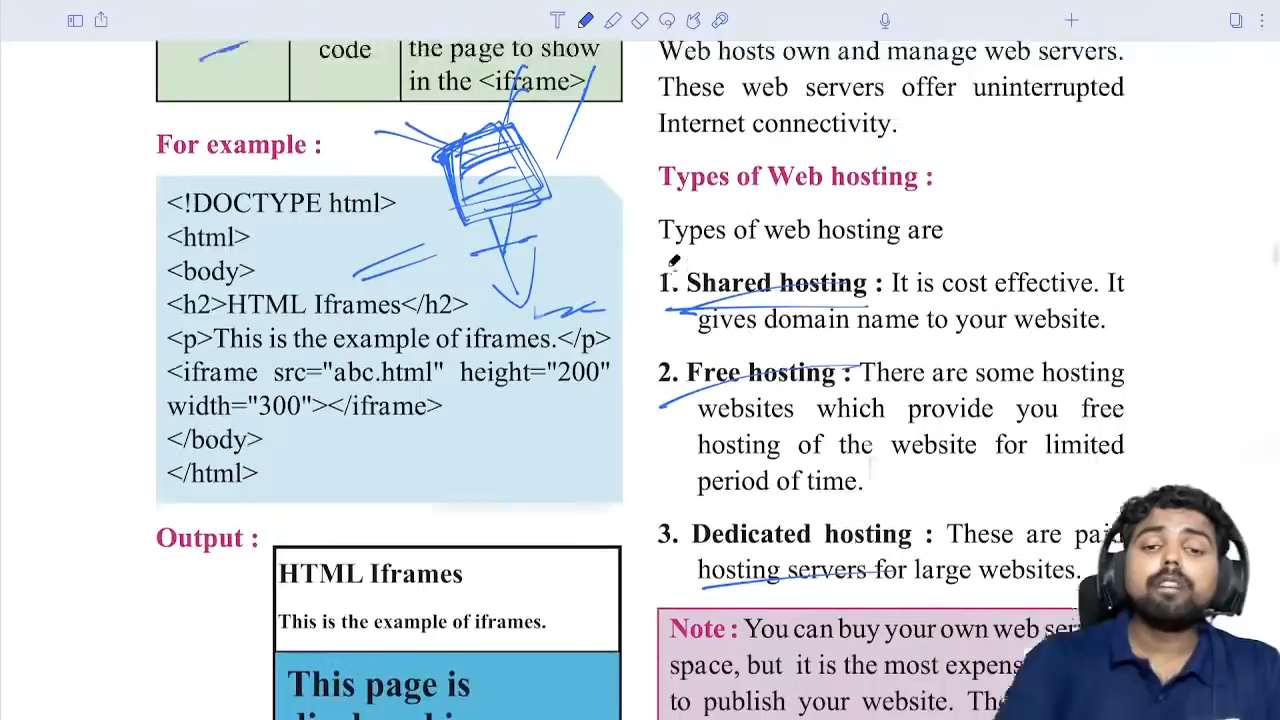 code
the page to show
in the <iframe>
For example :
<!DOCTYPE html>
<html>
<body>
<h2>HTML Iframes</h2>
<p>This is the example of iframes.</p>
<iframe src="abc.html" height="200"
width="300"></iframe>
</body>
</html>
Output :
HTML Iframes
This is the example of iframes.
This page is
Web hosts own and manage web servers.
These web servers offer uninterrupted
Internet connectivity.
Types of Web hosting :
Types of web hosting are
1. Shared hosting : It is cost effective. It
gives domain name to your website.
2. Free hosting : There are some hosting
websites which provide you free
hosting of the website for limited
period of time.
3. Dedicated hosting : These are
hosting servers for large websites.
Note : You can buy your own web
space, but it is the most
to publish your website.